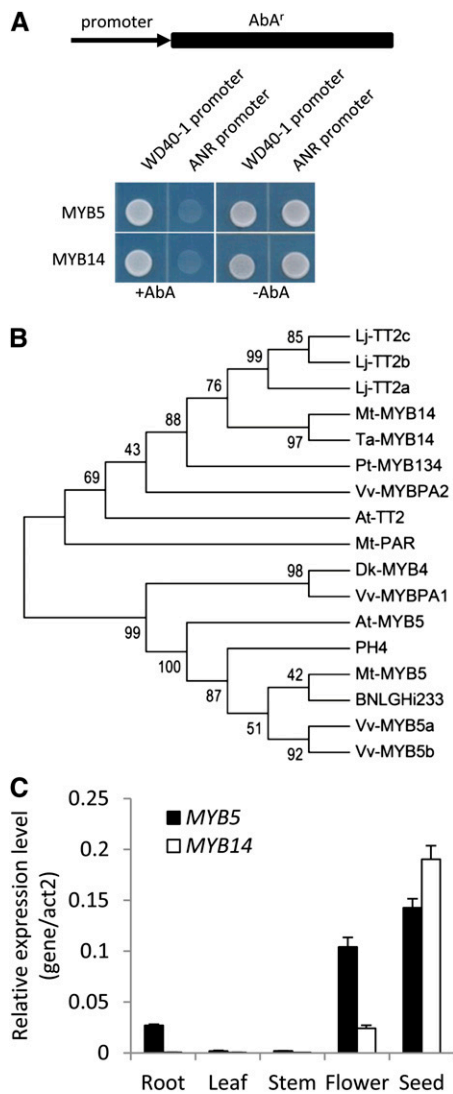 A
promoter
AbAr
WD40-1 promoter
ANR promoter
WD40-1 promoter
ANR promoter
MYB5
MYB14
+AbA
-AbA
B
85
Lj-TT2c
Lj-TT2b
99
Lj-TT2a
76
Mt-MYB14
97
Ta-MYB14
88
Pt-MYB134
43
Vv-MYBPA2
69
At-TT2
Mt-PAR
98
Dk-MYB4
Vv-MYBPA1
99
At-MYB5
100
PH4
87
42
Mt-MYB5
BNLGHi233
51
Vv-MYB5a
92
Vv-MYB5b
C
Relative expression level
(gene/act2)
0.25
0.2
0.15
0.1
0.05
0
MYB5
MYB14
Root Leaf Stem Flower Seed